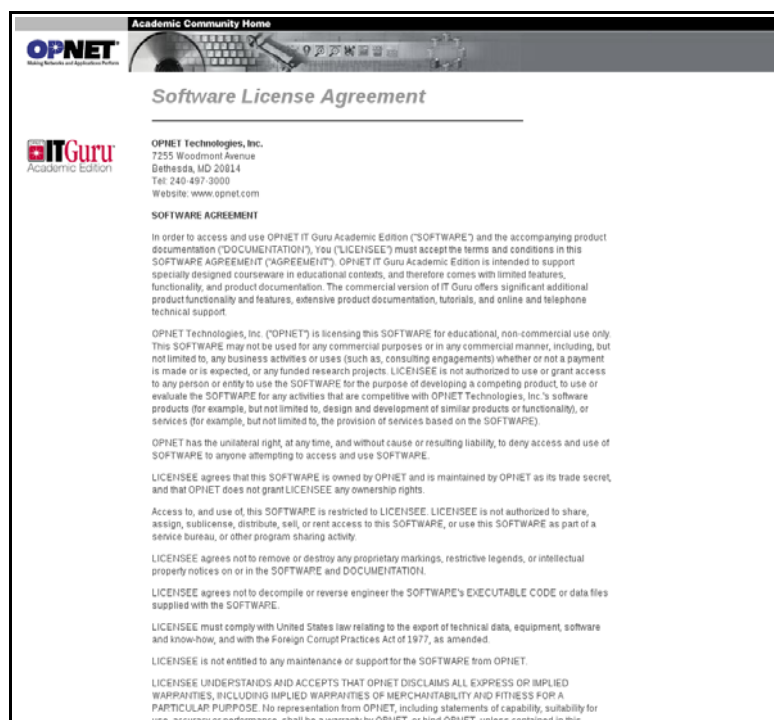 Academic Community Home
OPNET
Making Networks and Applications Perform
Software License Agreement
OPNET
ITGuru
Academic Edition
OPNET Technologies, Inc.
7255 Woodmont Avenue
Bethesda, MD 20814
Tel: 240-497-3000
Website: www.opnet.com
SOFTWARE AGREEMENT
In order to access and use OPNET IT Guru Academic Edition ("SOFTWARE") and the accompanying product
documentation ("DOCUMENTATION"), You ("LICENSEE") must accept the terms and conditions in this
SOFTWARE AGREEMENT ("AGREEMENT"). OPNET IT Guru Academic Edition is intended to support
specially designed courseware in educational contexts, and therefore comes with limited features,
functionality, and product documentation. The commercial version of IT Guru offers significant additional
product functionality and features, extensive product documentation, tutorials, and online and telephone
technical support.
OPNET Technologies, Inc. ("OPNET") is licensing this SOFTWARE for educational, non-commercial use only.
This SOFTWARE may not be used for any commercial purposes or in any commercial manner, including, but
not limited to, any business activities or uses (such as, consulting engagements) whether or not a payment
is made or is expected, or any funded research projects. LICENSEE is not authorized to use or grant access
to any person or entity to use the SOFTWARE for the purpose of developing a competing product, to use or
evaluate the SOFTWARE for any activities that are competitive with OPNET Technologies, Inc.'s software
products (for example, but not limited to, design and development of similar products or functionality), or
services (for example, but not limited to, the provision of services based on the SOFTWARE).
OPNET has the unilateral right, at any time, and without cause or resulting liability, to deny access and use of
SOFTWARE to anyone attempting to access and use SOFTWARE.
LICENSEE agrees that this SOFTWARE is owned by OPNET and is maintained by OPNET as its trade secret,
and that OPNET does not grant LICENSEE any ownership rights.
Access to, and use of, this SOFTWARE is restricted to LICENSEE. LICENSEE is not authorized to share,
assign, sublicense, distribute, sell, or rent access to this SOFTWARE, or use this SOFTWARE as part of a
service bureau, or other program sharing activity.
LICENSEE agrees not to remove or destroy any proprietary markings, restrictive legends, or intellectual
property notices on or in the SOFTWARE and DOCUMENTATION.
LICENSEE agrees not to decompile or reverse engineer the SOFTWARE's EXECUTABLE CODE or data files
supplied with the SOFTWARE.
LICENSEE must comply with United States law relating to the export of technical data, equipment, software
and know-how, and with the Foreign Corrupt Practices Act of 1977, as amended.
LICENSEE is not entitled to any maintenance or support for the SOFTWARE from OPNET.
LICENSEE UNDERSTANDS AND ACCEPTS THAT OPNET DISCLAIMS ALL EXPRESS OR IMPLIED
WARRANTIES, INCLUDING IMPLIED WARRANTIES OF MERCHANTABILITY AND FITNESS FOR A
PARTICULAR PURPOSE. No representation from OPNET, including statements of capability, suitability for
use, accuracy or performance, shall be a warranty by OPNET, or bind OPNET, unless contained in this